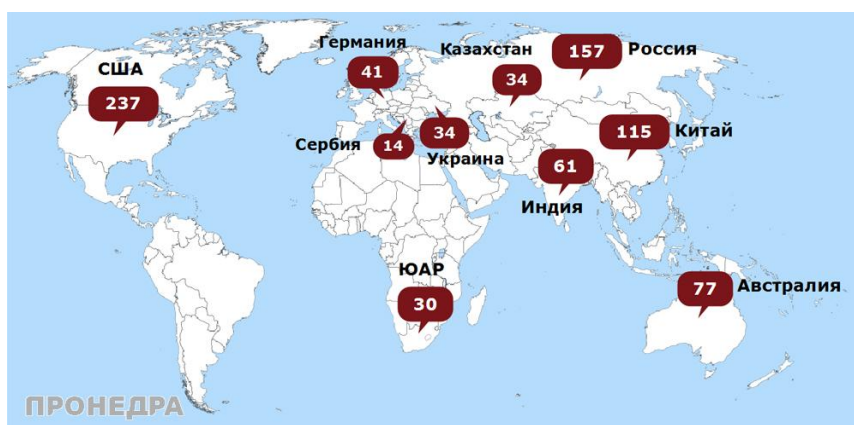 Германия
41
Казахстан
34
157
Россия
США
237
115
Китай
Сербия
14
34
Украина
61
Индия
ЮАР
30
77
Австралия
ПРОНЕДРА